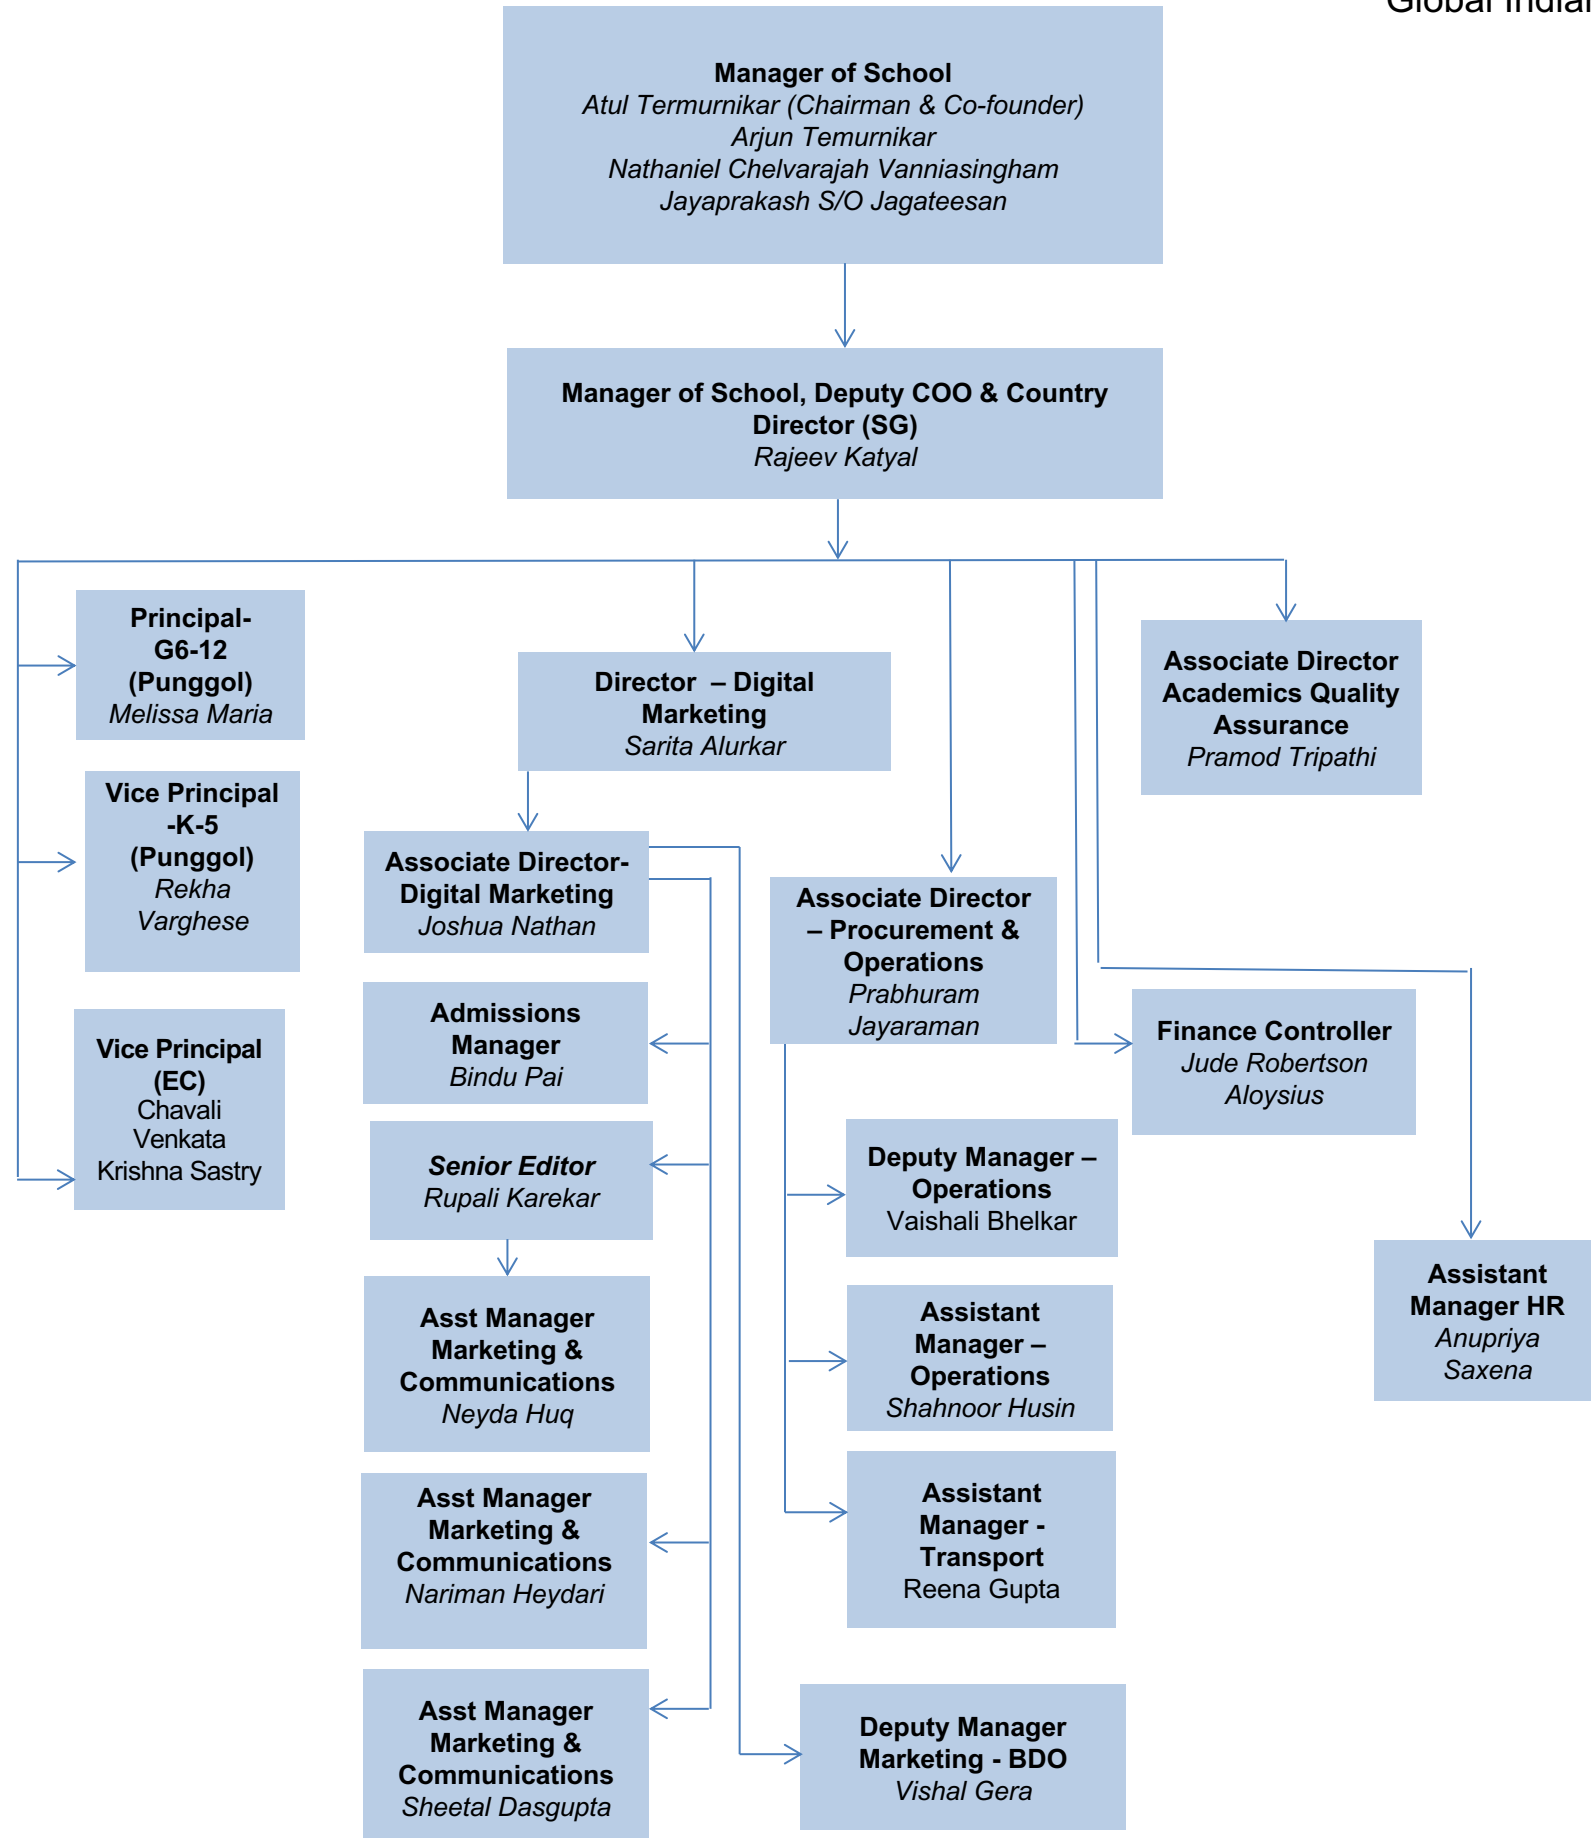 Global Indian
Manager of School
Atul Termurnikar (Chairman & Co-founder)
Arjun Temurnikar
Nathaniel Chelvarajah Vanniasingham
Jayaprakash S/O Jagateesan
Manager of School, Deputy COO & Country
Director (SG)
Rajeev Katyal
Principal-
G6-12
(Punggol)
Melissa Maria
Vice Principal
-K-5
(Punggol)
Rekha
Varghese
Vice Principal
(EC)
Chavali
Venkata
Krishna Sastry
Director – Digital
Marketing
Sarita Alurkar
Associate Director-
Digital Marketing
Joshua Nathan
Admissions
Manager
Bindu Pai
Senior Editor
Rupali Karekar
Asst Manager
Marketing &
Communications
Neyda Huq
Asst Manager
Marketing &
Communications
Nariman Heydari
Asst Manager
Marketing &
Communications
Sheetal Dasgupta
Associate Director
– Procurement &
Operations
Prabhuram
Jayaraman
Deputy Manager –
Operations
Vaishali Bhelkar
Assistant
Manager –
Operations
Shahnoor Husin
Assistant
Manager -
Transport
Reena Gupta
Deputy Manager
Marketing - BDO
Vishal Gera
Associate Director
Academics Quality
Assurance
Pramod Tripathi
Finance Controller
Jude Robertson
Aloysius
Assistant
Manager HR
Anupriya
Saxena